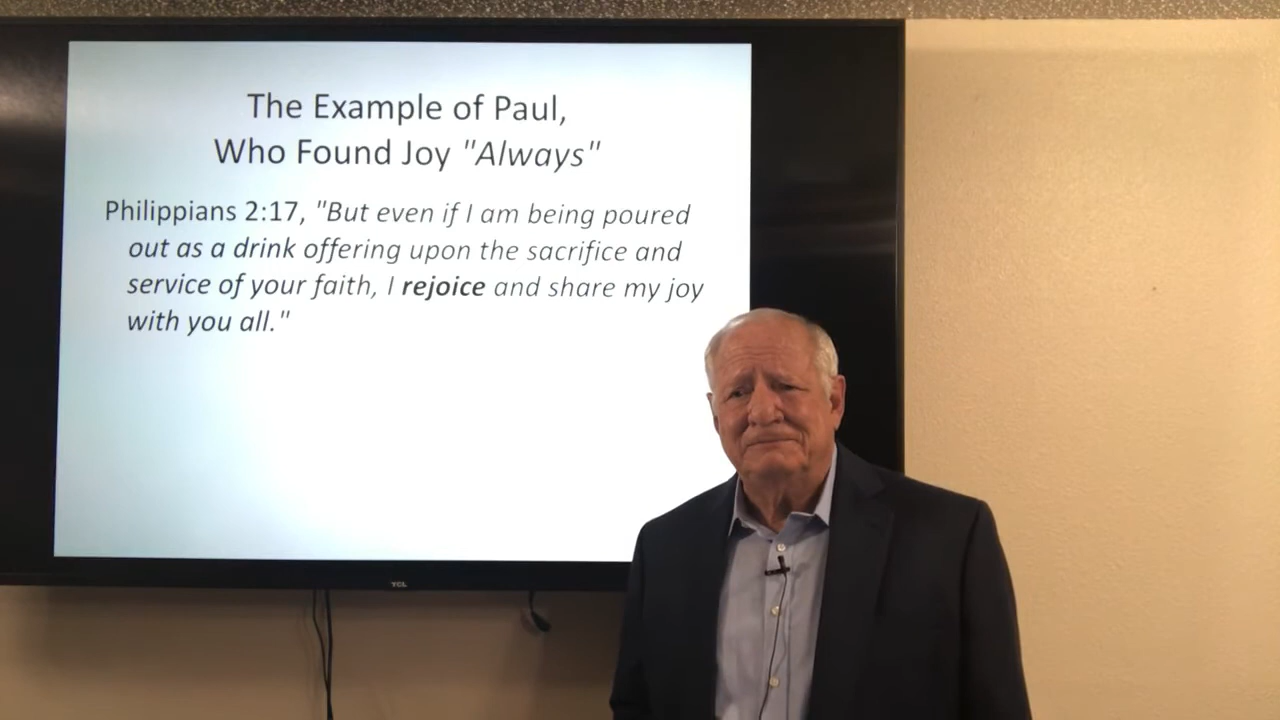 The Example of Paul,
Who Found Joy "Always"
Philippians 2:17, "But even if I am being poured
out as a drink offering upon the sacrifice and
service of your faith, I rejoice and share my joy
with you all."
TCL